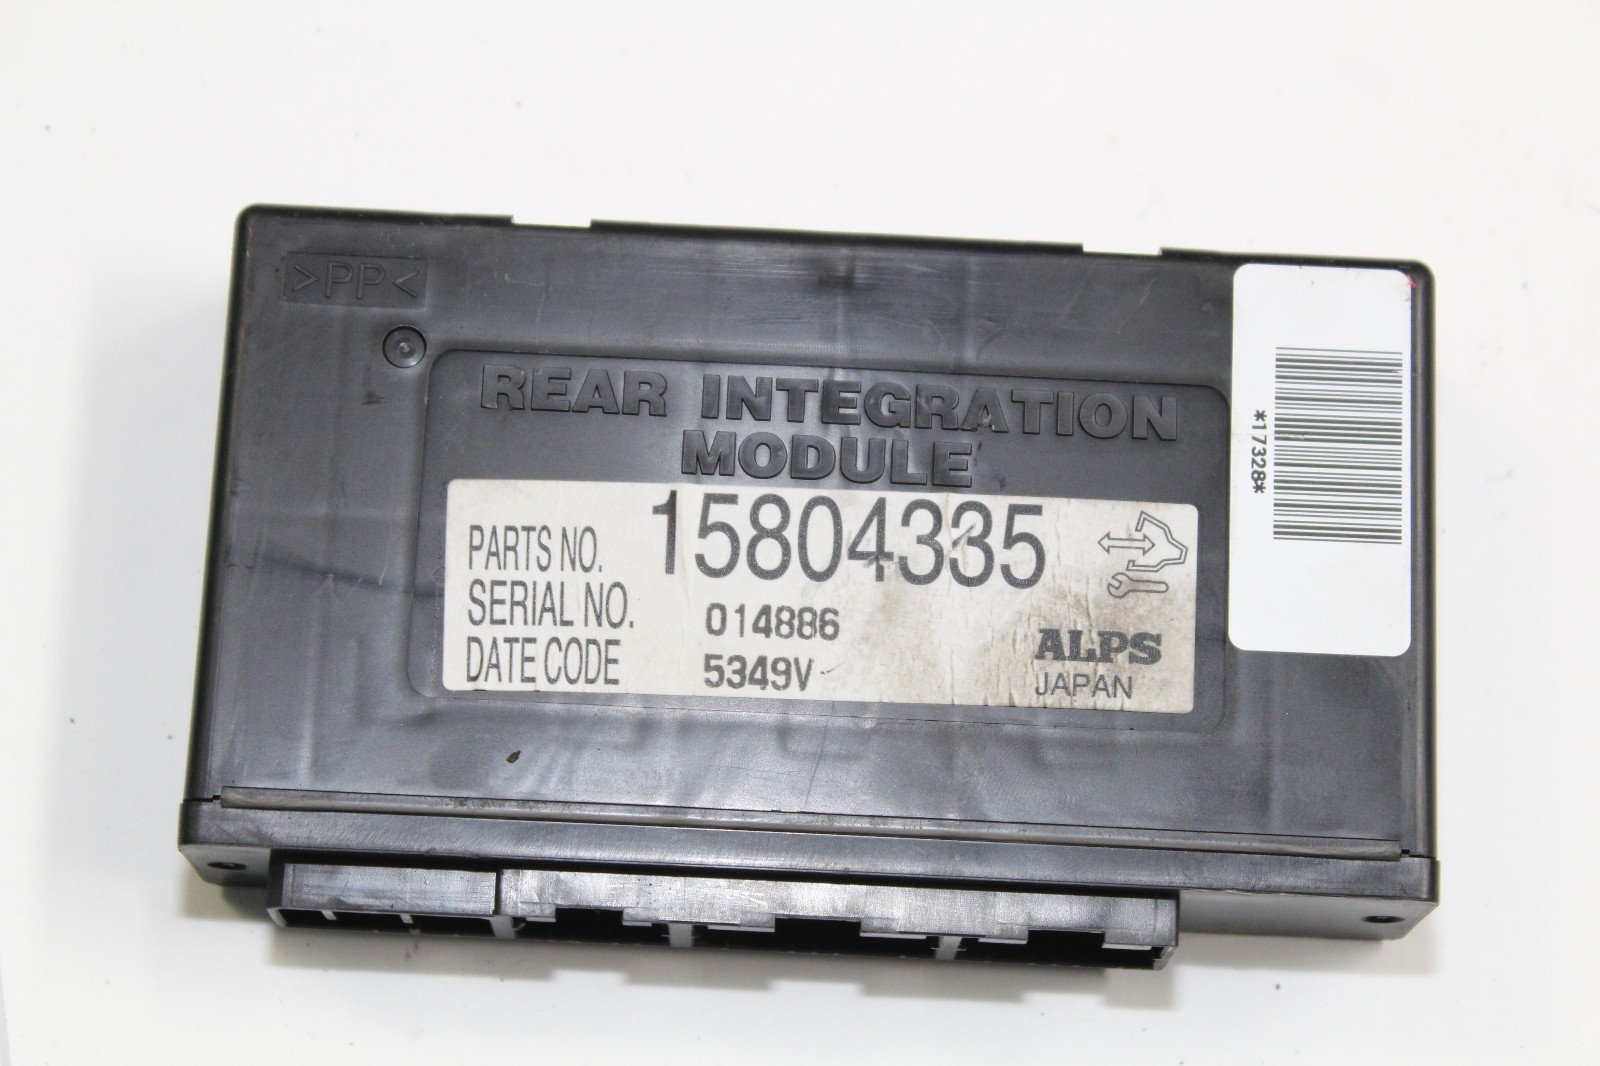 >PP<
REAR INTEGRATION
MODULE
PARTS NO. 15804335
SERIAL NO. 014886
DATE CODE 5349V
ALPS
JAPAN
*17328*